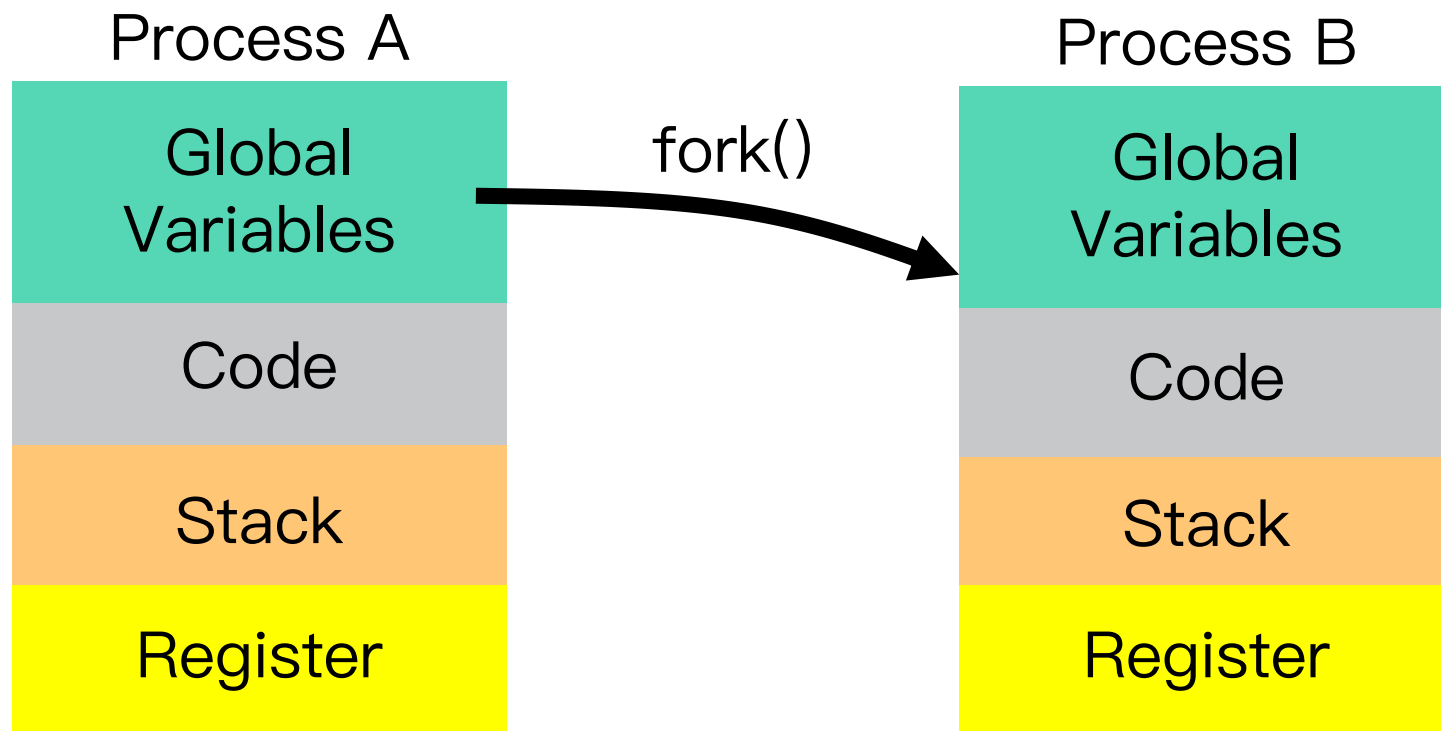 Process A
Global
Variables
Code
Stack
Register
fork()
Process B
Global
Variables
Code
Stack
Register